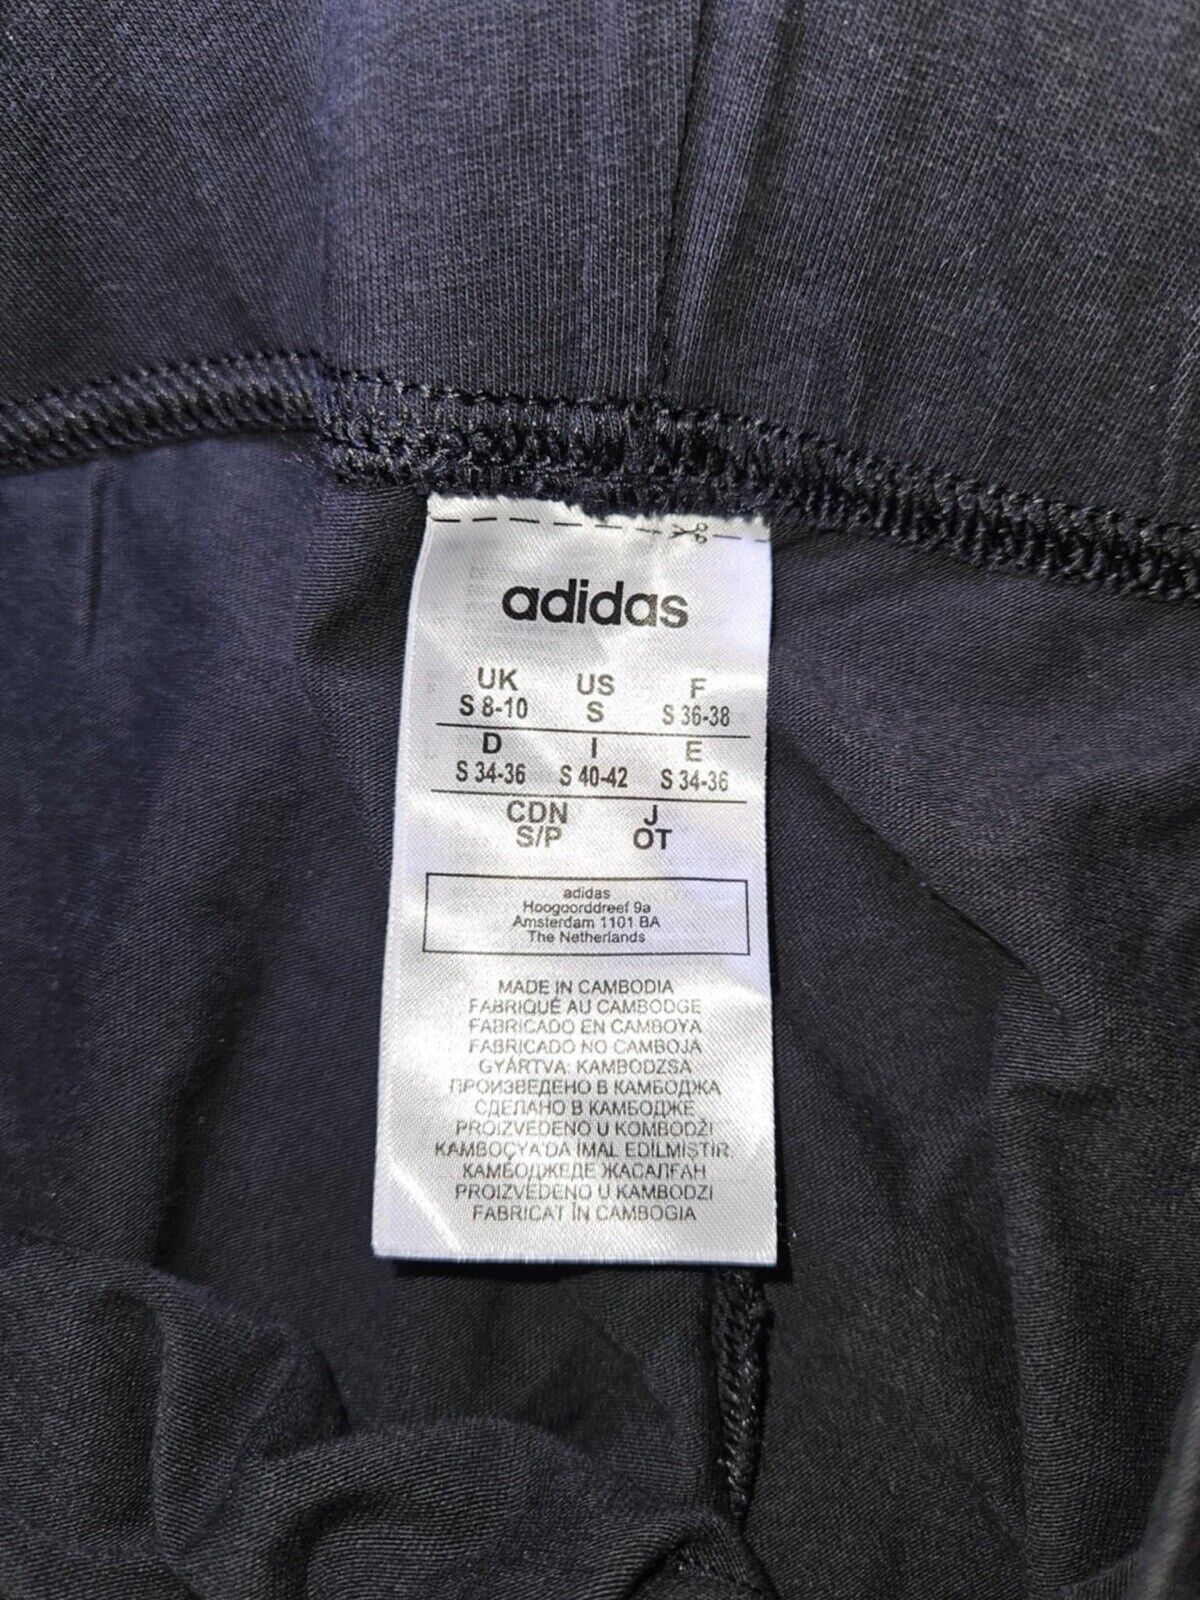 adidas
UK US F
S 8-10 S S 36-38
D I E
S 34-36 S 40-42 S 34-36
CDN J
S/P OT
adidas
Hoogoorddreef 9a
Amsterdam 1101 BA
The Netherlands
MADE IN CAMBODIA
FABRIQUÉ AU CAMBODGE
FABRICADO EN CAMBOYA
FABRICADO NO CAMBOJA
GYÁRTVA: KAMBODZSA
ПРОИЗВЕДЕНО В КАМБОДЖА
СДЕЛАНО В КАМБОДЖЕ
PROIZVEDENO U KOMBODŽI
KAMBOÇYA'DA İMAL EDİLMİSTİR.
КАМБОДЖЕДЕ ЖАСАЛҒАН
PROIZVEDENO U KAMBODZI
FABRICAT ÎN CAMBOGIA